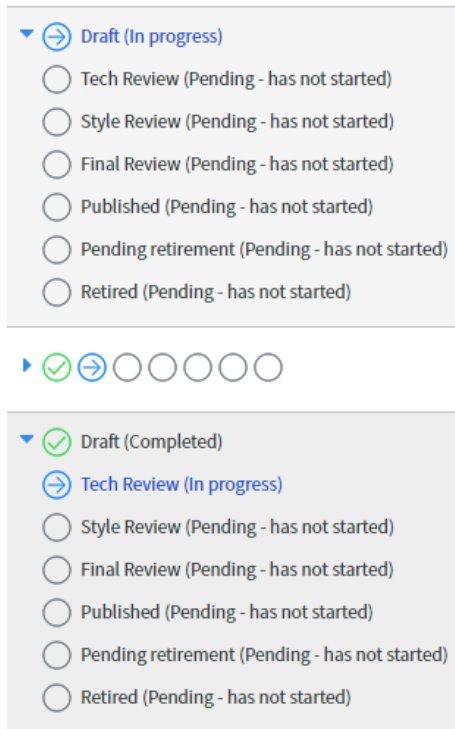 Draft (In progress)
Tech Review (Pending - has not started)
Style Review (Pending - has not started)
Final Review (Pending - has not started)
Published (Pending - has not started)
Pending retirement (Pending - has not started)
Retired (Pending - has not started)
Draft (Completed)
Tech Review (In progress)
Style Review (Pending - has not started)
Final Review (Pending - has not started)
Published (Pending - has not started)
Pending retirement (Pending - has not started)
Retired (Pending - has not started)